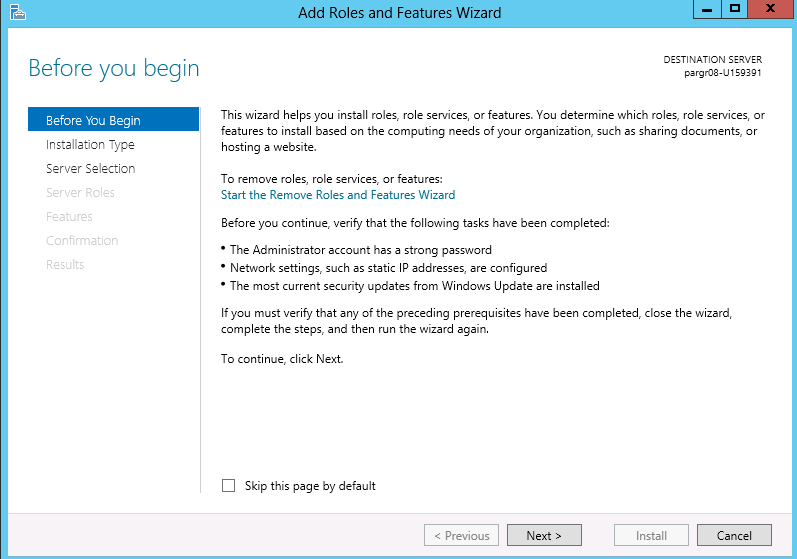 Add Roles and Features Wizard
Before you begin
DESTINATION SERVER
pargr08-U159391
Before You Begin
Installation Type
Server Selection
Server Roles
Features
Confirmation
Results
This wizard helps you install roles, role services, or features. You determine which roles, role services, or
features to install based on the computing needs of your organization, such as sharing documents, or
hosting a website.
To remove roles, role services, or features:
Start the Remove Roles and Features Wizard
Before you continue, verify that the following tasks have been completed:
• The Administrator account has a strong password
• Network settings, such as static IP addresses, are configured
• The most current security updates from Windows Update are installed
If you must verify that any of the preceding prerequisites have been completed, close the wizard,
complete the steps, and then run the wizard again.
To continue, click Next.
Skip this page by default
< Previous
Next >
Install
Cancel